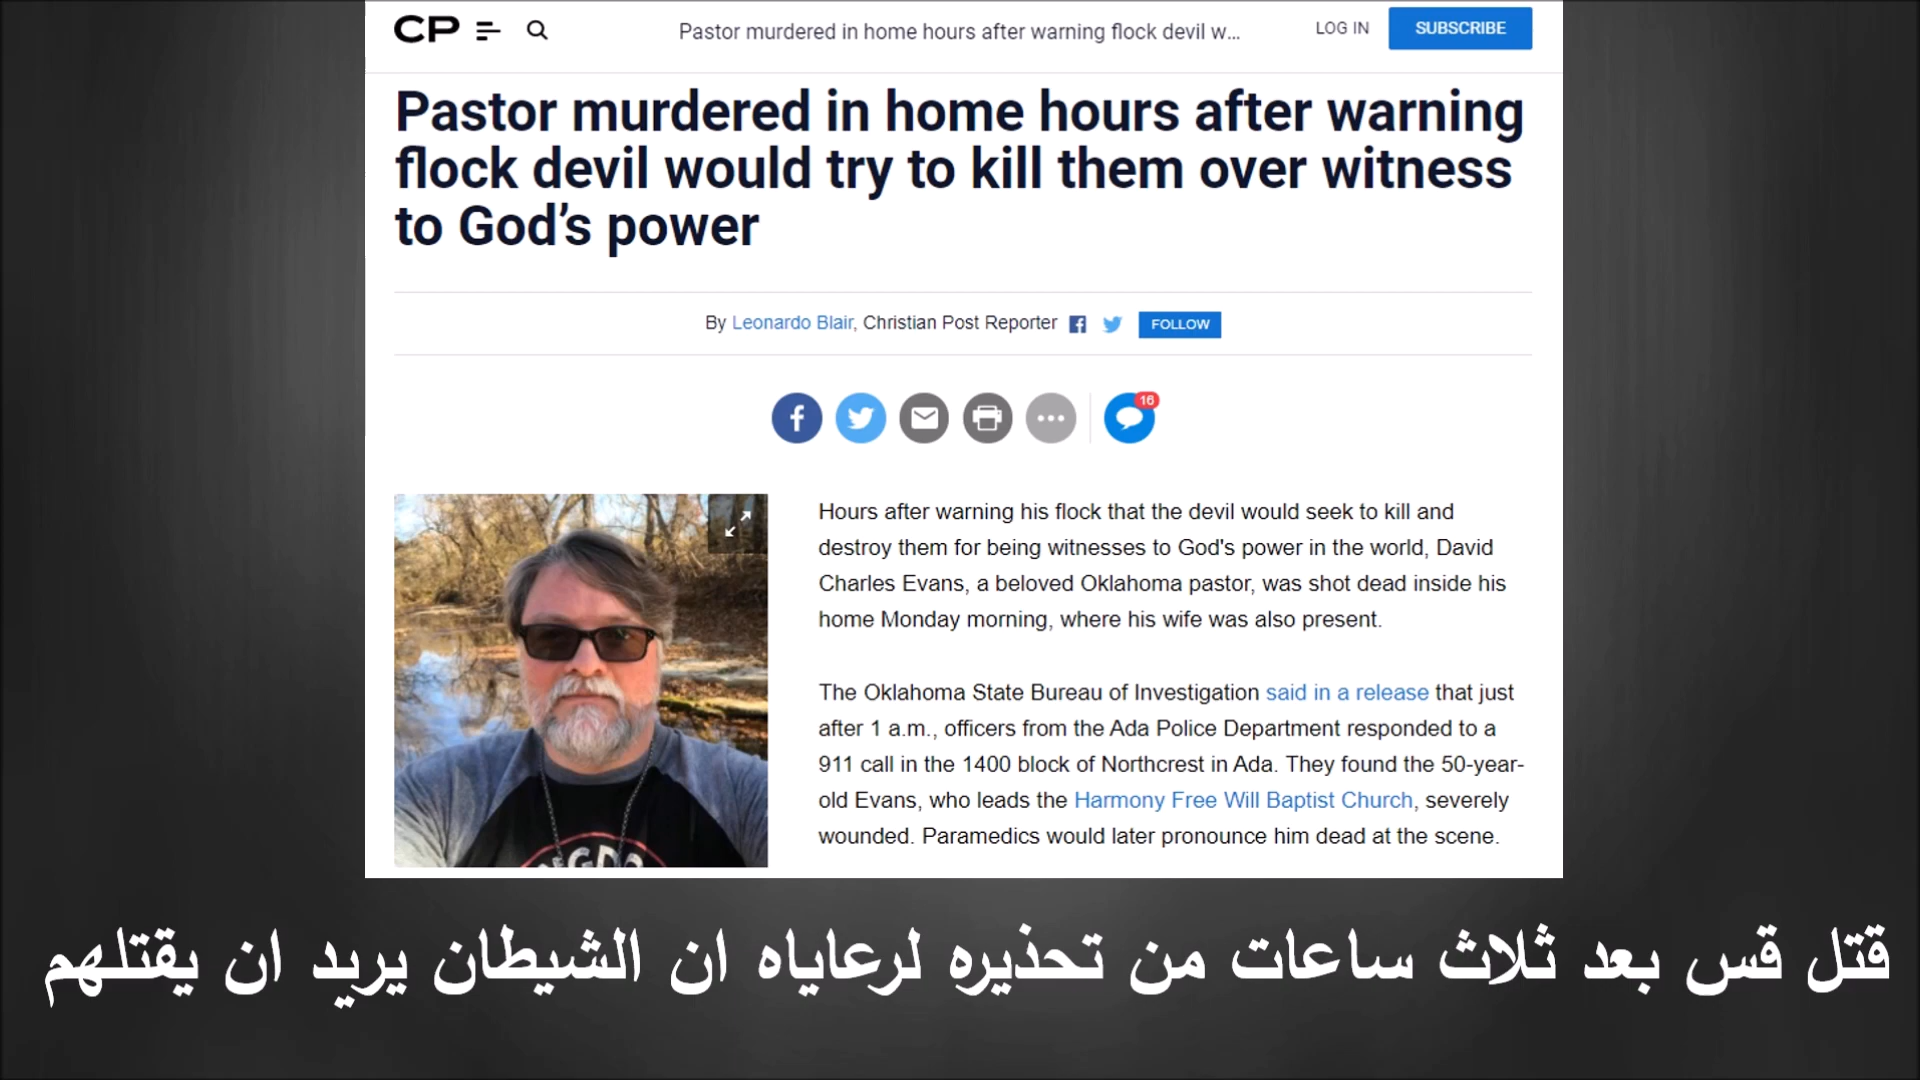 CP
Pastor murdered in home hours after warning flock devil w...
LOG IN
SUBSCRIBE
Pastor murdered in home hours after warning
flock devil would try to kill them over witness
to God’s power
By Leonardo Blair, Christian Post Reporter
FOLLOW
16
Hours after warning his flock that the devil would seek to kill and
destroy them for being witnesses to God's power in the world, David
Charles Evans, a beloved Oklahoma pastor, was shot dead inside his
home Monday morning, where his wife was also present.
The Oklahoma State Bureau of Investigation said in a release that just
after 1 a.m., officers from the Ada Police Department responded to a
911 call in the 1400 block of Northcrest in Ada. They found the 50-year-
old Evans, who leads the Harmony Free Will Baptist Church, severely
wounded. Paramedics would later pronounce him dead at the scene.
قتل قس بعد ثلاث ساعات من تحذيره لرعاياه ان الشيطان يريد ان يقتلهم